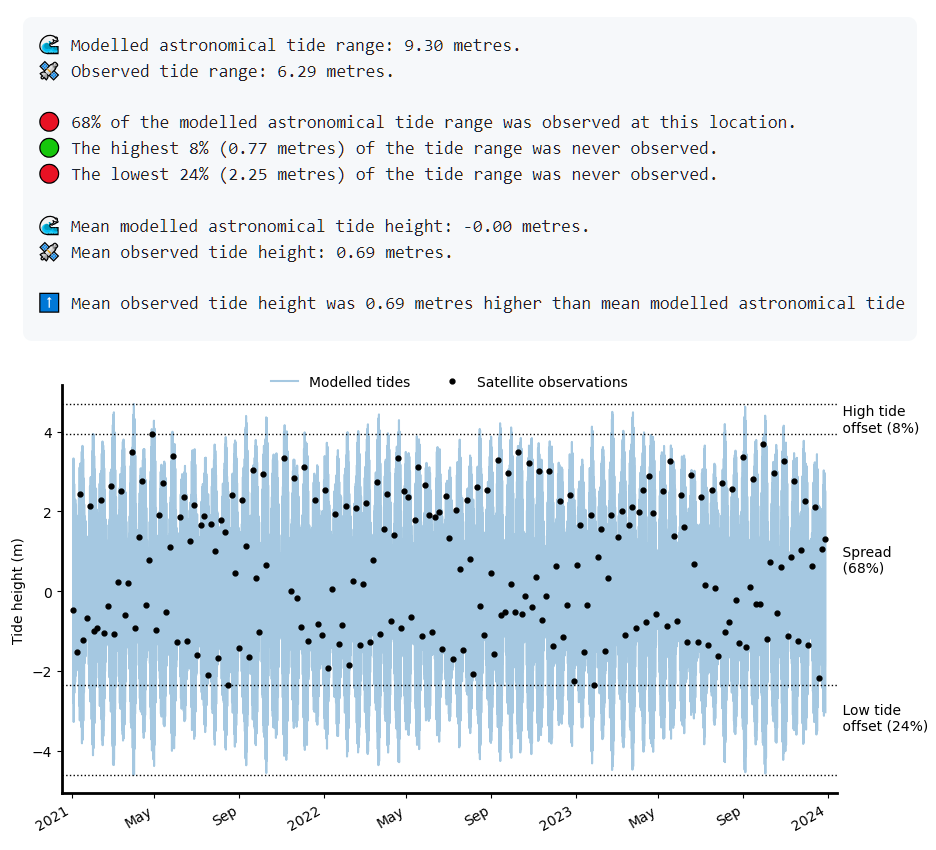 Modelled astronomical tide range: 9.30 metres.
Observed tide range: 6.29 metres.
68% of the modelled astronomical tide range was observed at this location.
The highest 8% (0.77 metres) of the tide range was never observed.
The lowest 24% (2.25 metres) of the tide range was never observed.
Mean modelled astronomical tide height: -0.00 metres.
Mean observed tide height: 0.69 metres.
Mean observed tide height was 0.69 metres higher than mean modelled astronomical tide
Modelled tides
Satellite observations
High tide
offset (8%)
Spread
(68%)
Low tide
offset (24%)
Tide height (m)
4
2
0
−2
−4
2021
May
Sep
2022
May
Sep
2023
May
Sep
2024